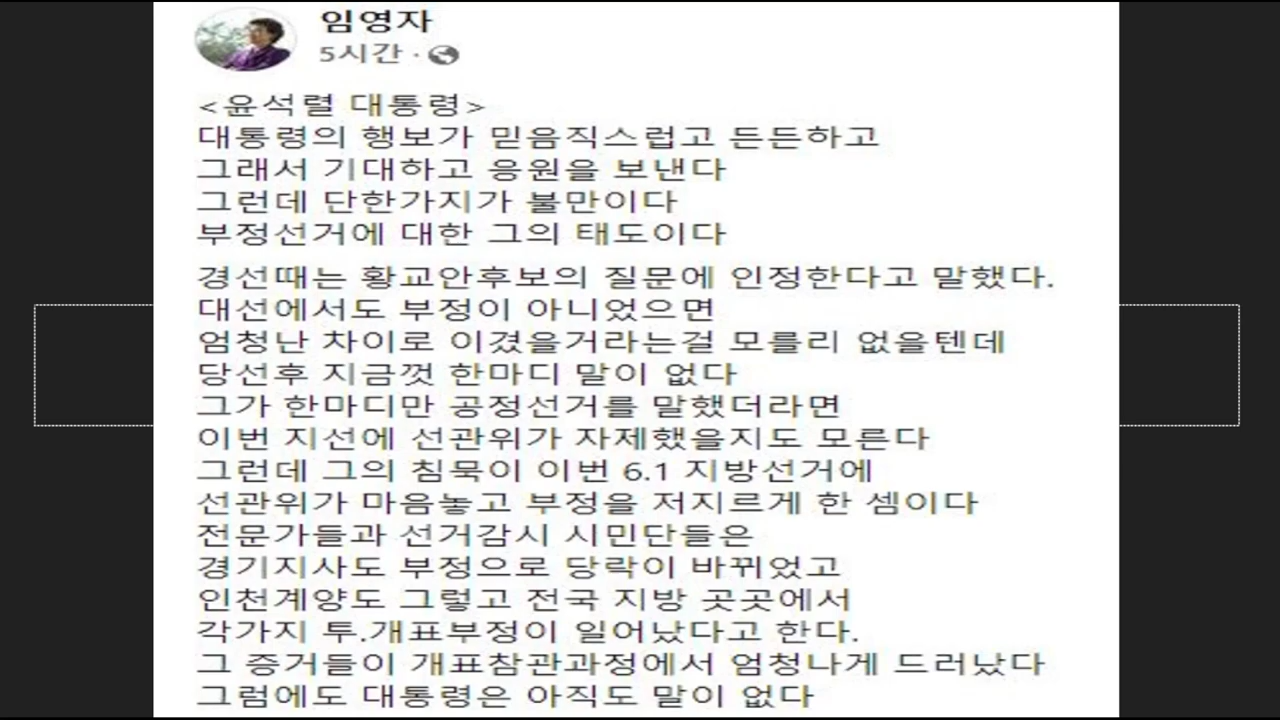 임영자
5시간 ·
<윤석렬 대통령>
대통령의 행보가 믿음직스럽고 든든하고
그래서 기대하고 응원을 보낸다
그런데 단한가지가 불만이다
부정선거에 대한 그의 태도이다
경선때는 황교안후보의 질문에 인정한다고 말했다.
대선에서도 부정이 아니었으면
엄청난 차이로 이겼을거라는걸 모를리 없을텐데
당선후 지금껏 한마디 말이 없다
그가 한마디만 공정선거를 말했더라면
이번 지선에 선관위가 자제했을지도 모른다
그런데 그의 침묵이 이번 6.1 지방선거에
선관위가 마음놓고 부정을 저지르게 한 셈이다
전문가들과 선거감시 시민단들은
경기지사도 부정으로 당락이 바뀌었고
인천계양도 그렇고 전국 지방 곳곳에서
각가지 투.개표부정이 일어났다고 한다.
그 증거들이 개표참관과정에서 엄청나게 드러났다
그럼에도 대통령은 아직도 말이 없다